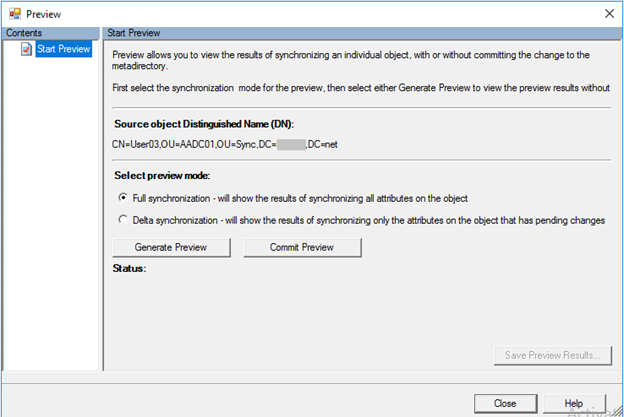 Preview
Contents
Start Preview
Start Preview
Preview allows you to view the results of synchronizing an individual object, with or without committing the change to the
metadirectory.
First select the synchronization mode for the preview, then select either Generate Preview to view the preview results without
Source object Distinguished Name (DN):
CN=User03,OU=AADC01,OU=Sync,DC= ,DC=net
Select preview mode:
Full synchronization - will show the results of synchronizing all attributes on the object
Delta synchronization - will show the results of synchronizing only the attributes on the object that has pending changes
Generate Preview Commit Preview
Status:
Save Preview Results...
Close Help